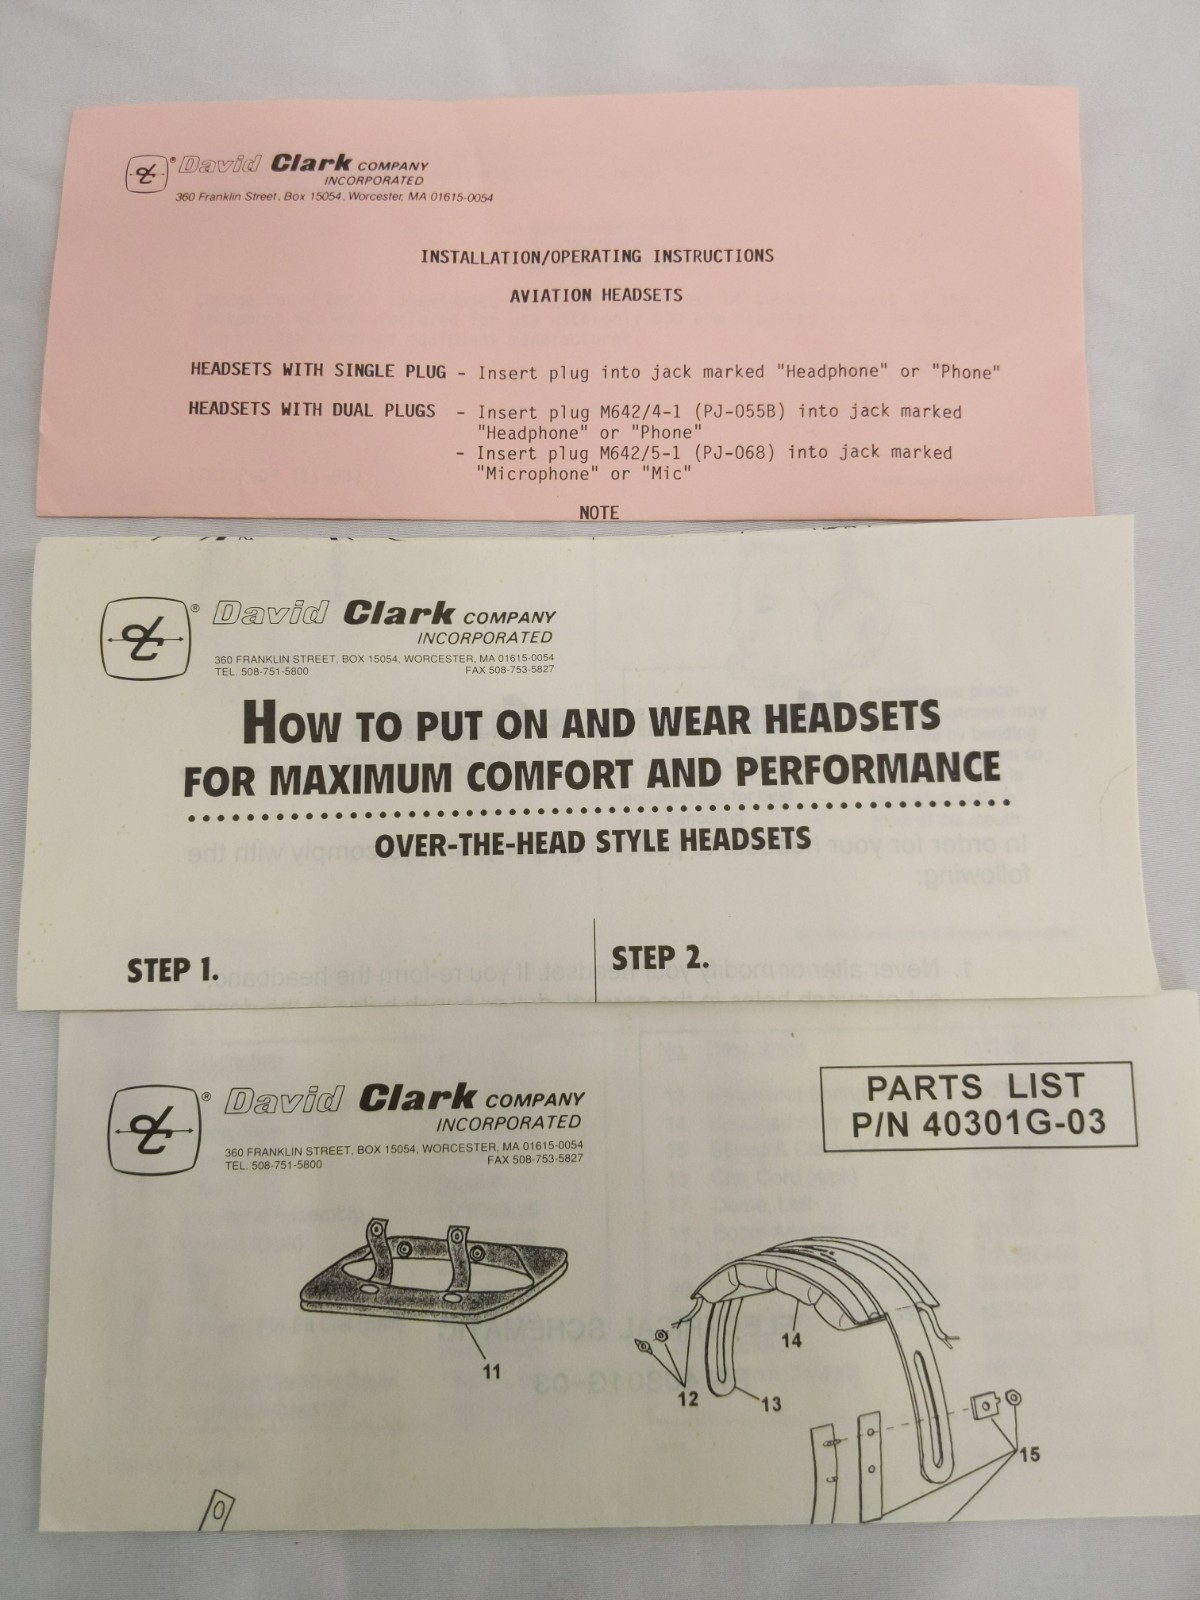 David Clark COMPANY
INCORPORATED
360 Franklin Street, Box 15054, Worcester, MA 01615-0054
INSTALLATION/OPERATING INSTRUCTIONS
AVIATION HEADSETS
HEADSETS WITH SINGLE PLUG - Insert plug into jack marked "Headphone" or "Phone"
HEADSETS WITH DUAL PLUGS - Insert plug M642/4-1 (PJ-055B) into jack marked
"Headphone" or "Phone"
- Insert plug M642/5-1 (PJ-068) into jack marked
"Microphone" or "Mic"
NOTE
David Clark COMPANY
INCORPORATED
360 FRANKLIN STREET, BOX 15054, WORCESTER, MA 01615-0054
TEL. 508-751-5800 FAX 508-753-5827
HOW TO PUT ON AND WEAR HEADSETS
FOR MAXIMUM COMFORT AND PERFORMANCE
OVER-THE-HEAD STYLE HEADSETS
STEP 1. STEP 2.
David Clark COMPANY
INCORPORATED
360 FRANKLIN STREET, BOX 15054, WORCESTER, MA 01615-0054
TEL. 508-751-5800 FAX 508-753-5827
PARTS LIST
P/N 40301G-03
11
12
13
14
15